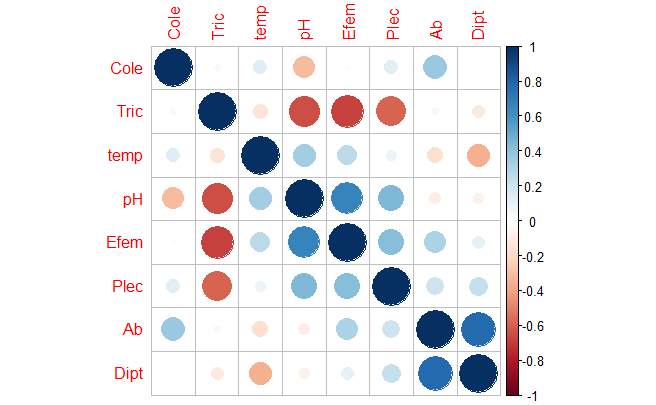 Cole Tric temp pH Efem Plec Ab Dipt
Cole
Tric
temp
pH
Efem
Plec
Ab
Dipt
1
0.8
0.6
0.4
0.2
0
-0.2
-0.4
-0.6
-0.8
-1